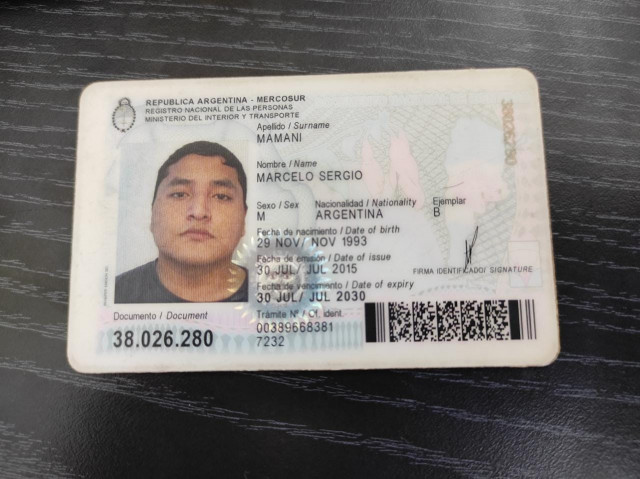 REPUBLICA ARGENTINA - MERCOSUR
REGISTRO NACIONAL DE LAS PERSONAS
MINISTERIO DEL INTERIOR Y TRANSPORTE
Apellido / Surname
MAMANI
Nombre / Name
MARCELO SERGIO
Sexo / Sex Nacionalidad / Nationality Ejemplar
M ARGENTINA B
Fecha de nacimiento / Date of birth
29 NOV/ NOV 1993
Fecha de emisión / Date of issue
30 JUL/ JUL 2015
FIRMA IDENTIFICADO/ SIGNATURE
Fecha de vencimiento / Date of expiry
30 JUL/ JUL 2030
Documento / Document
38.026.280
Trámite Nº / Of. ident.
00389668381
7232